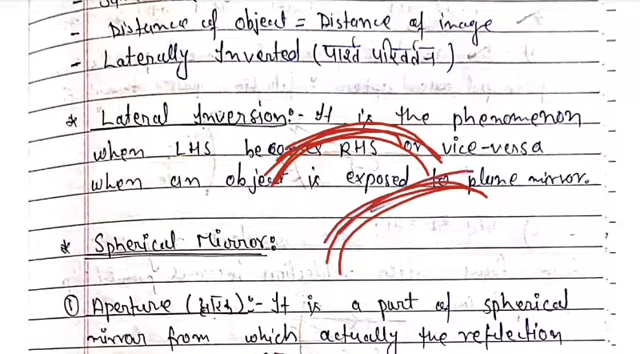 - Distance of object = Distance of image
- Laterally Inverted (पार्श्व परिवर्तन)
* Lateral Inversion:- It is the phenomenon
when LHS becomes RHS or vice-versa
when an object is exposed to plane mirror.
* Spherical Mirror:
① Aperture :- It is a part of spherical
mirror from which actually the reflection